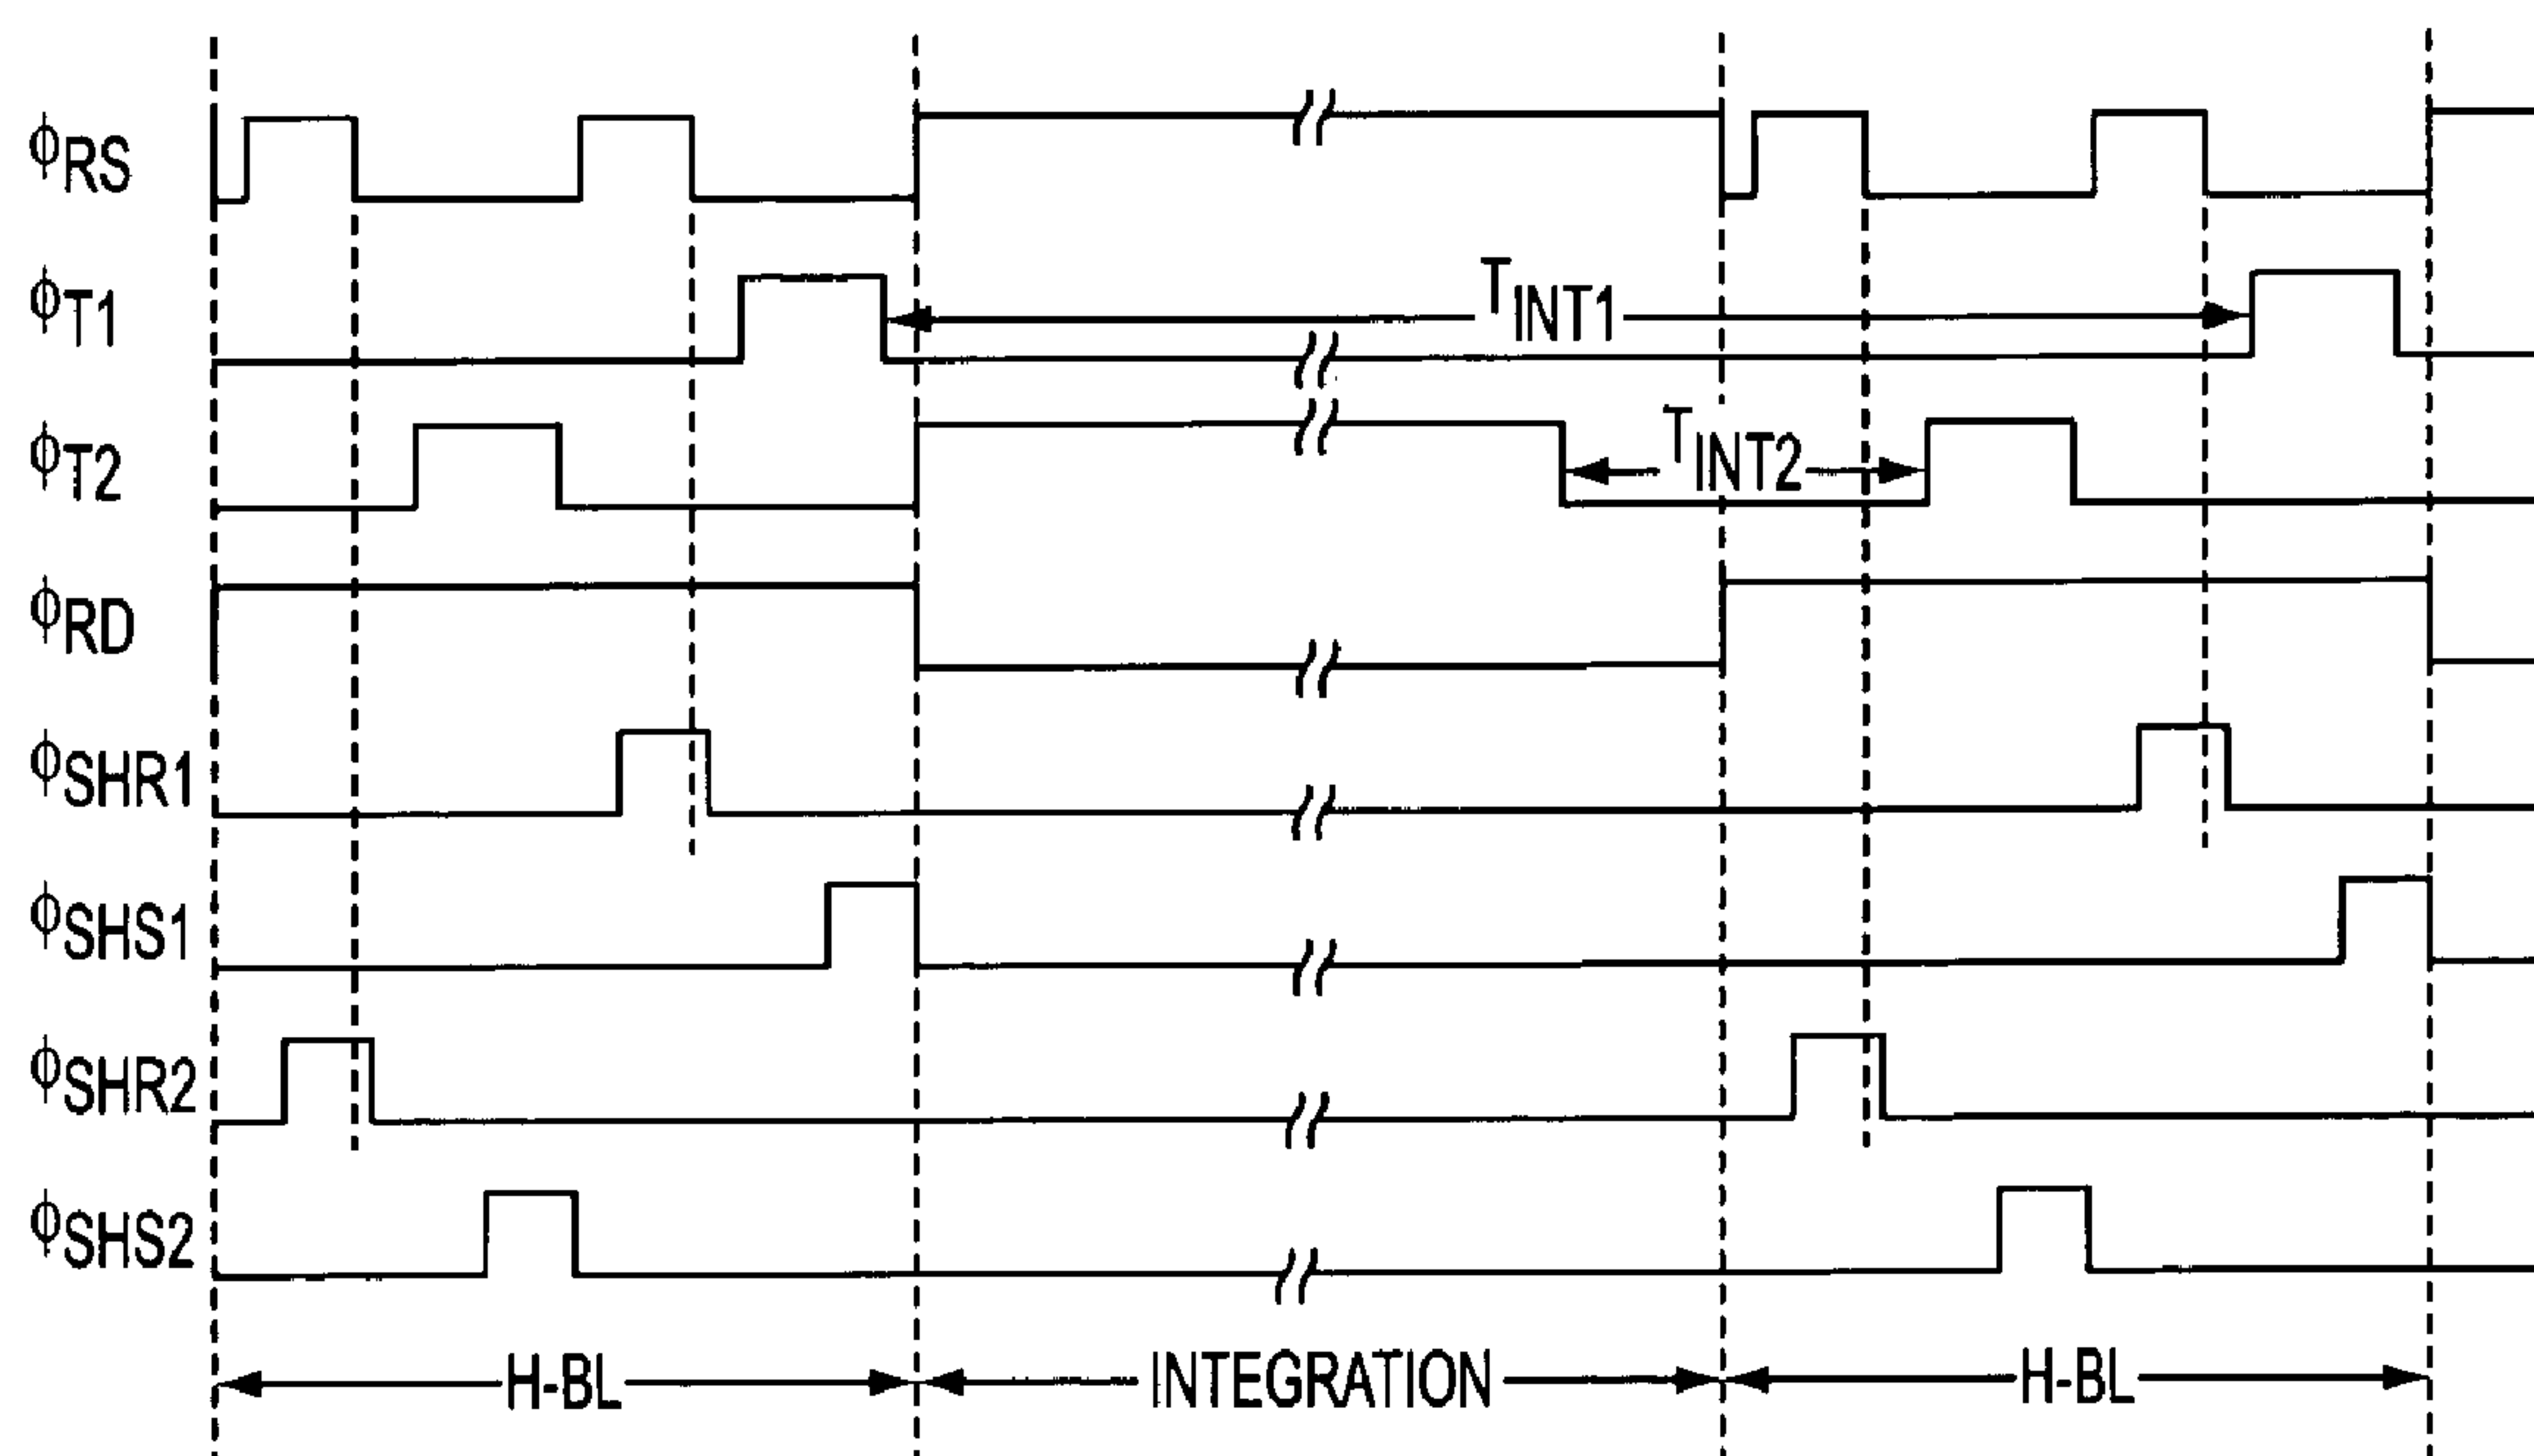 ϕRS
ϕT1
TINT1
ϕT2
TINT2
ϕRD
ϕSHR1
ϕSHS1
ϕSHR2
ϕSHS2
H-BL INTEGRATION H-BL